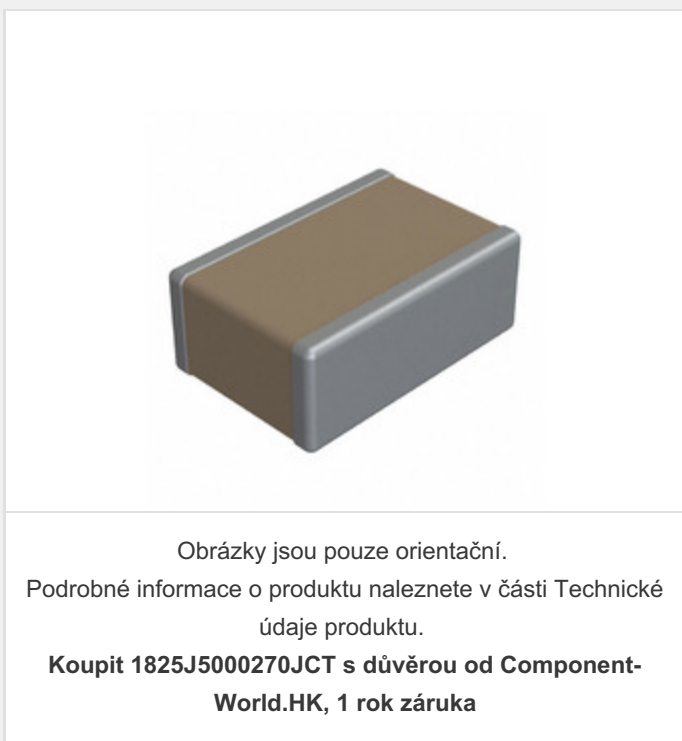 Obrázky jsou pouze orientační.
Podrobné informace o produktu naleznete v části Technické
údaje produktu.
Koupit 1825J5000270JCT s důvěrou od Component-
World.HK, 1 rok záruka